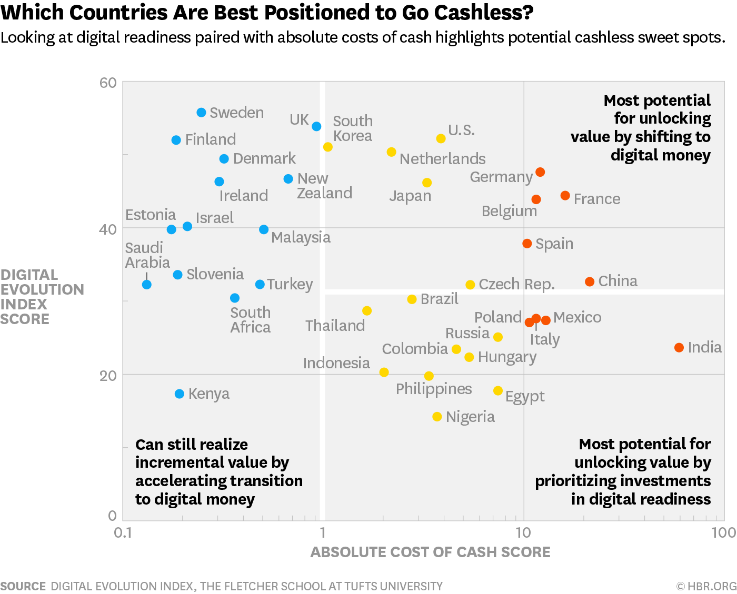 Which Countries Are Best Positioned to Go Cashless?
Looking at digital readiness paired with absolute costs of cash highlights potential cashless sweet spots.
60
Most potential
for unlocking
value by shifting to
digital money
Sweden
UK
South
Korea
U.S.
Finland
Netherlands
Denmark
Germany
Ireland
New
Zealand
Japan
France
Belgium
Estonia
Israel
40
Malaysia
Spain
Saudi
Arabia
Slovenia
Turkey
Czech Rep.
China
DIGITAL
EVOLUTION
INDEX
SCORE
South
Africa
Brazil
Thailand
Poland
Mexico
Italy
Russia
Colombia
Hungary
India
Indonesia
20
Philippines
Kenya
Egypt
Nigeria
Can still realize
incremental value by
accelerating transition
to digital money
Most potential for
unlocking value by
prioritizing investments
in digital readiness
0
0.1
1
10
100
ABSOLUTE COST OF CASH SCORE
SOURCE DIGITAL EVOLUTION INDEX, THE FLETCHER SCHOOL AT TUFTS UNIVERSITY
© HBR.ORG